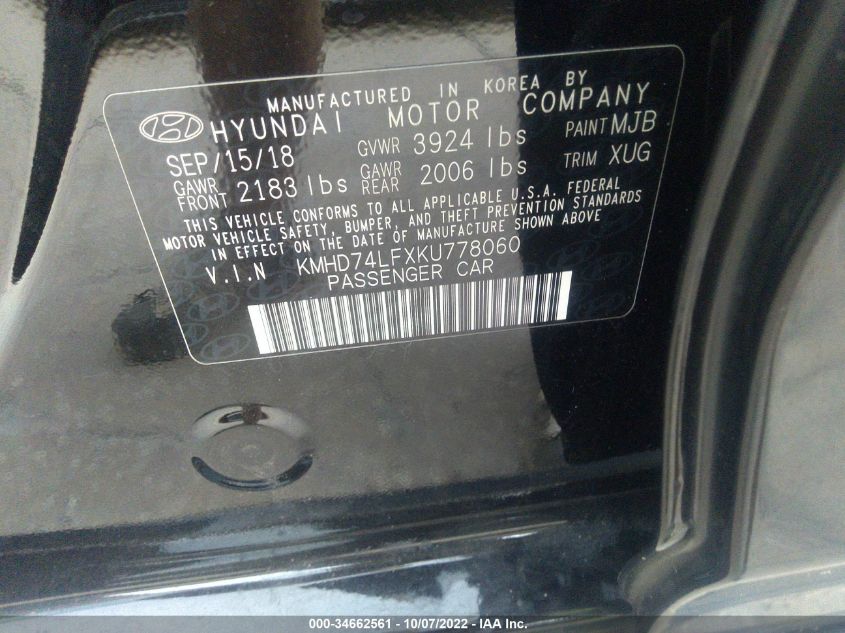 MANUFACTURED IN KOREA BY
HYUNDAI MOTOR COMPANY
SEP/15/18 GVWR 3924 lbs PAINT MJB
GAWR FRONT 2183 lbs GAWR REAR 2006 lbs TRIM XUG
THIS VEHICLE CONFORMS TO ALL APPLICABLE U.S.A. FEDERAL
MOTOR VEHICLE SAFETY, BUMPER, AND THEFT PREVENTION STANDARDS
IN EFFECT ON THE DATE OF MANUFACTURE SHOWN ABOVE
V.I.N KMHD74LFXKU778060
PASSENGER CAR
000-34662561 - 10/07/2022 - IAA Inc.